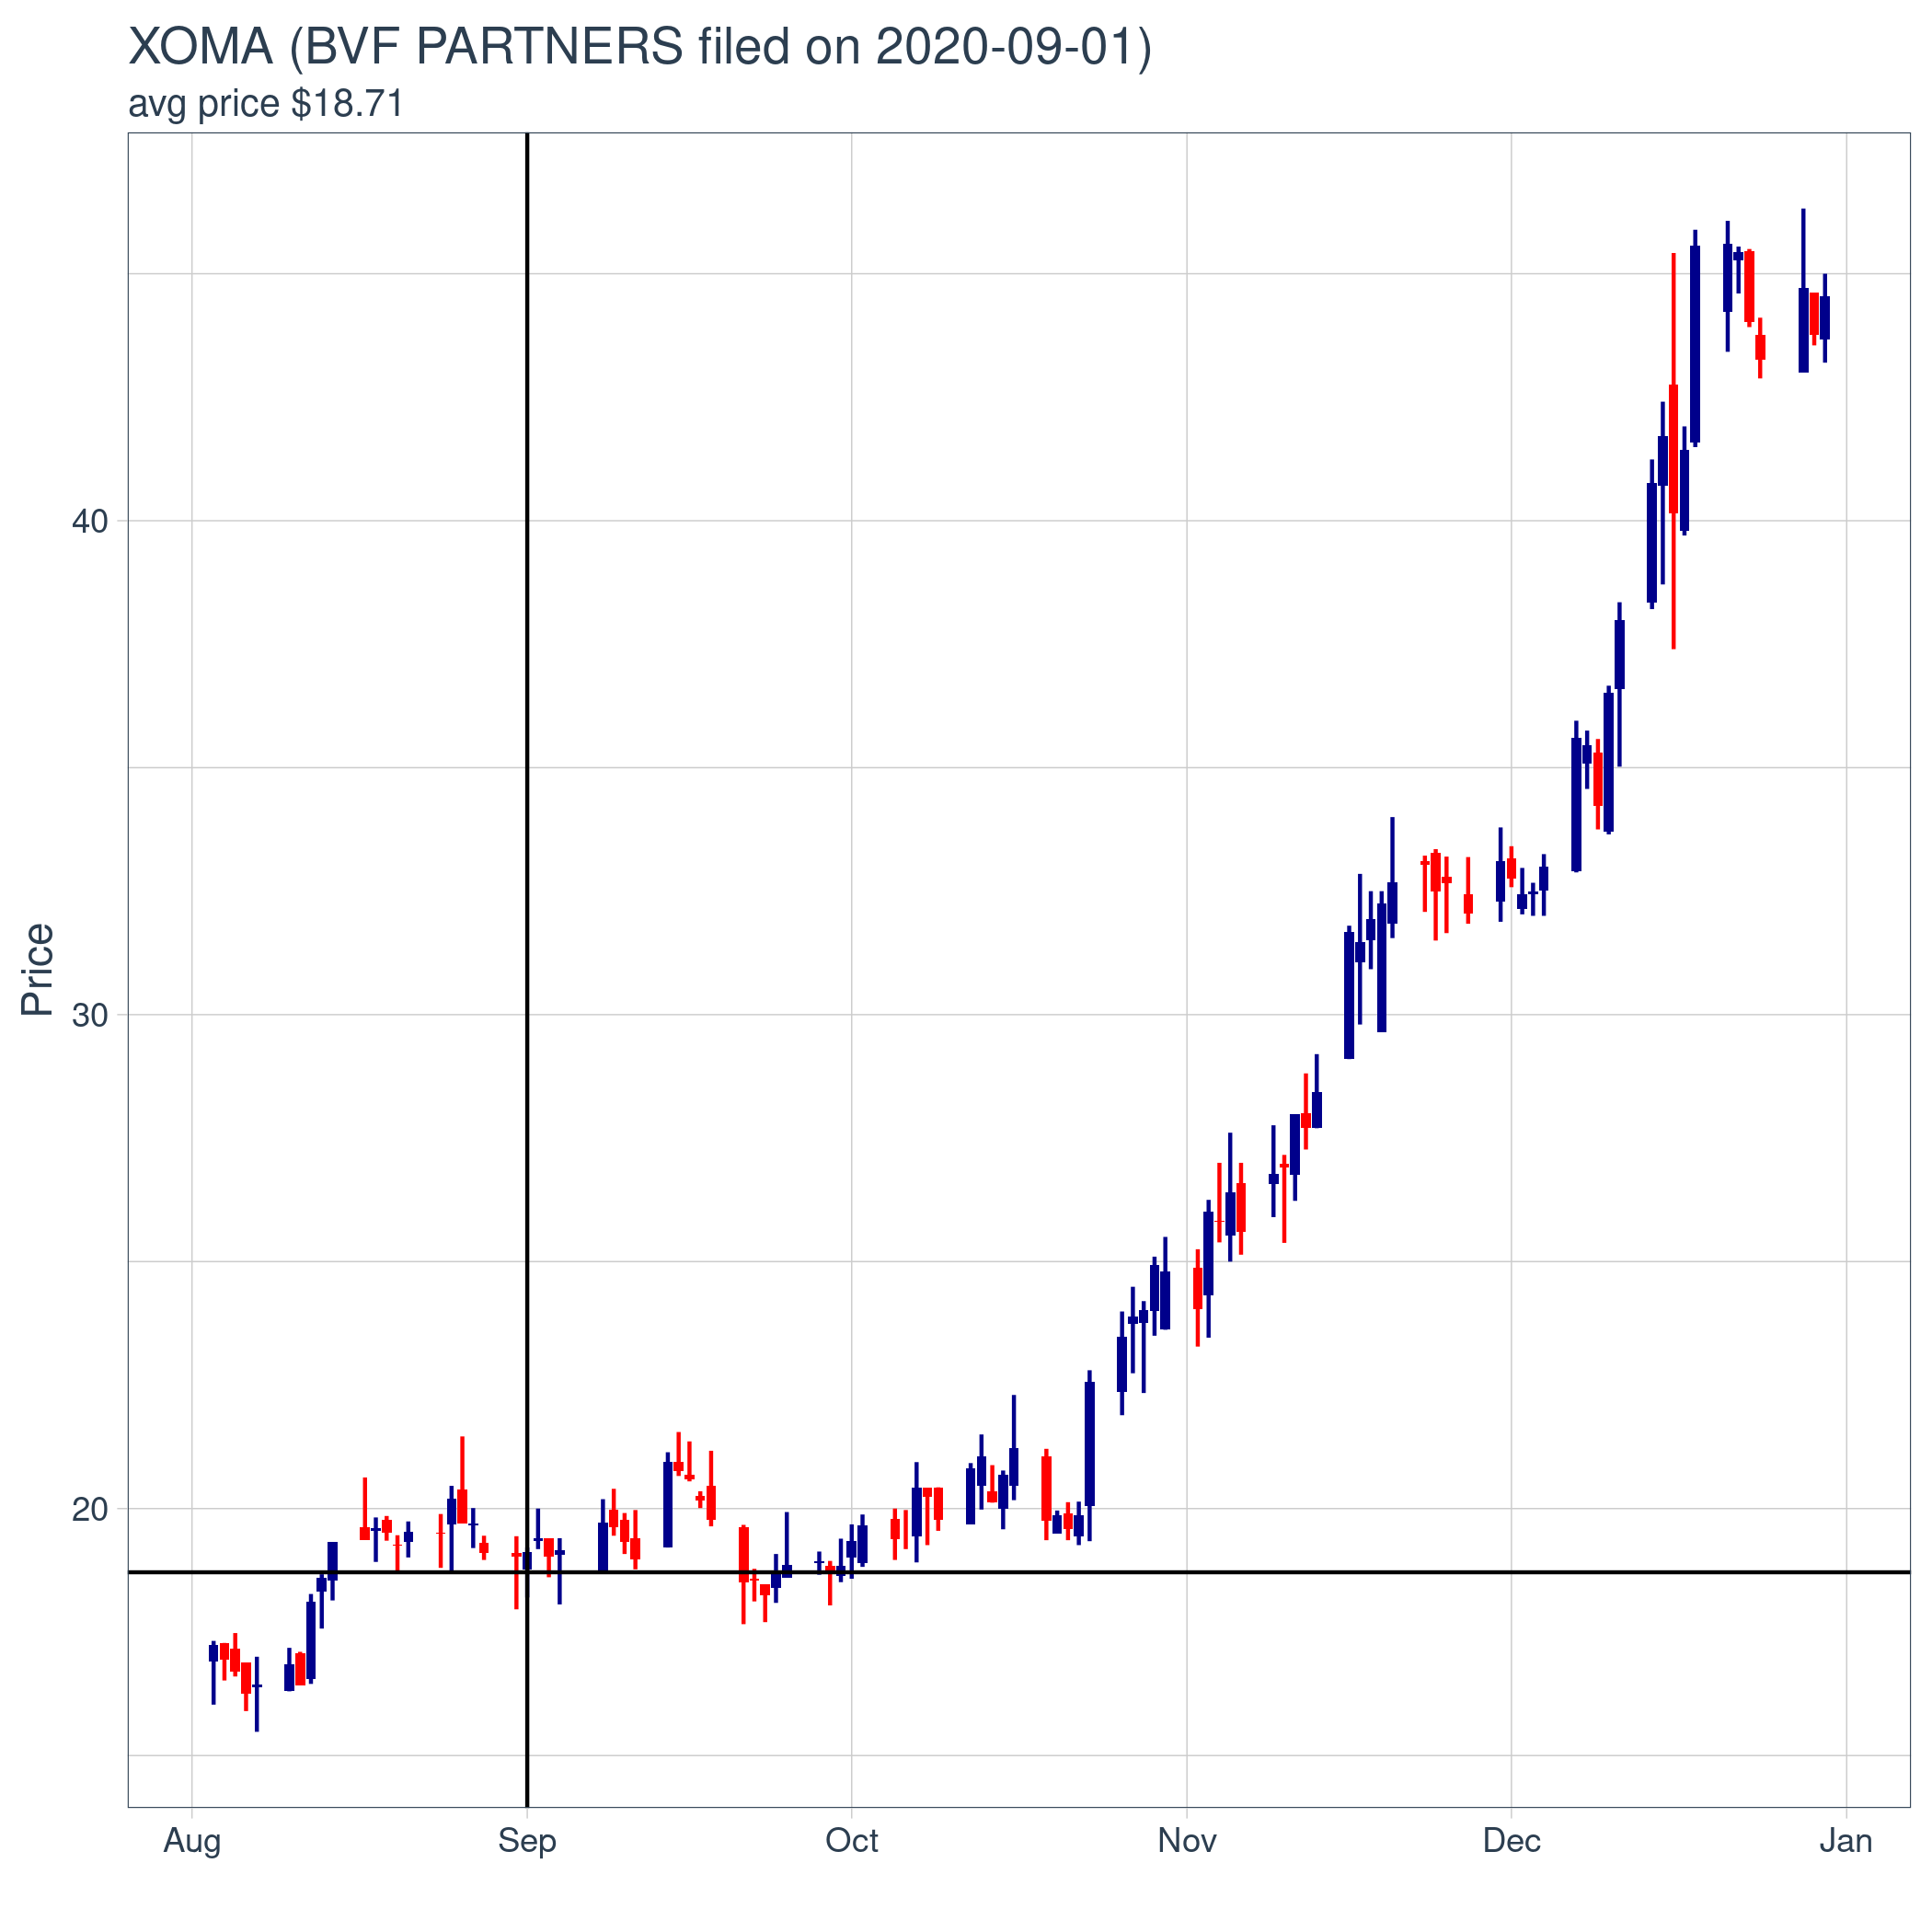 XOMA (BVF PARTNERS filed on 2020-09-01)
avg price $18.71
Price
40
30
20
Aug Sep Oct Nov Dec Jan